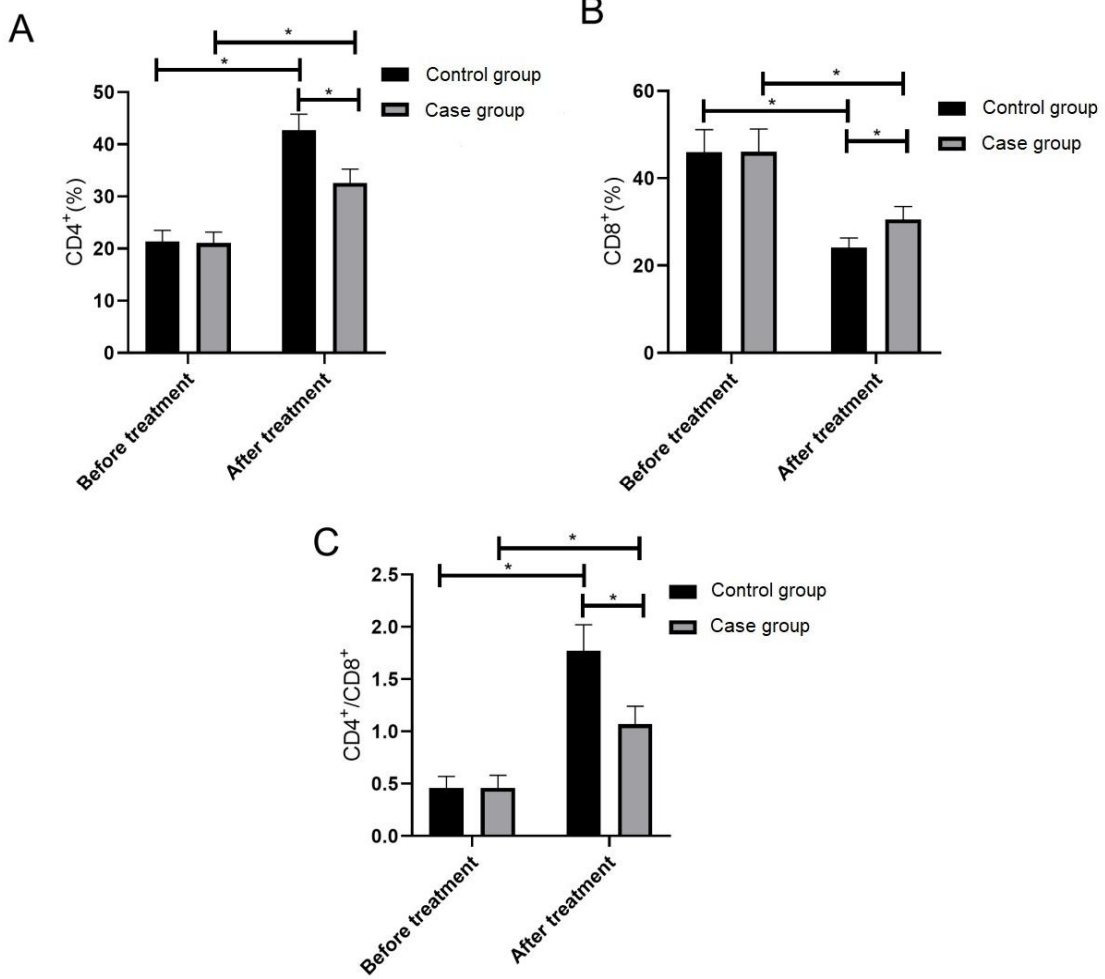 A
*
*
*
Control group
Case group
CD4+(%)
50
40
30
20
10
0
Before treatment
After treatment
B
*
*
*
Control group
Case group
CD8+(%)
60
40
20
0
Before treatment
After treatment
C
*
*
*
Control group
Case group
CD4+/CD8+
2.5
2.0
1.5
1.0
0.5
0.0
Before treatment
After treatment